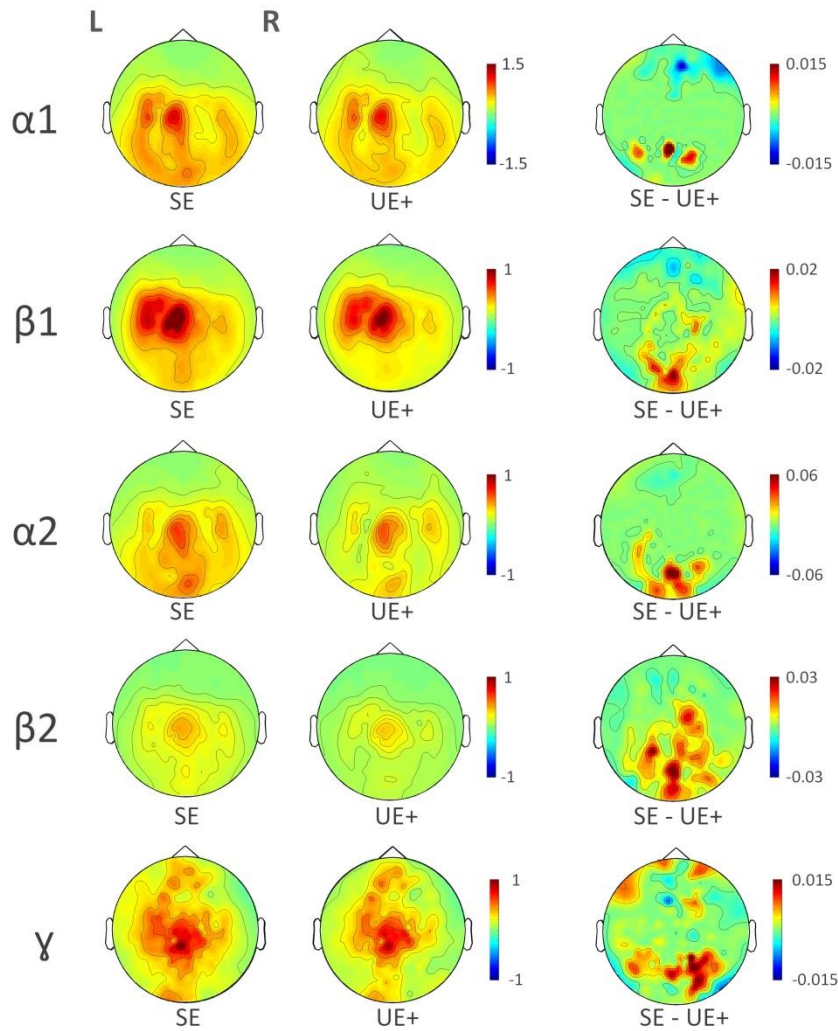 L R
1.5 0.015
α1
-1.5 -0.015
SE UE+ SE - UE+
1 0.02
β1
-1 -0.02
SE UE+ SE - UE+
1 0.06
α2
-1 -0.06
SE UE+ SE - UE+
1 0.03
β2
-1 -0.03
SE UE+ SE - UE+
1 0.015
ɣ
-1 -0.015
SE UE+ SE - UE+